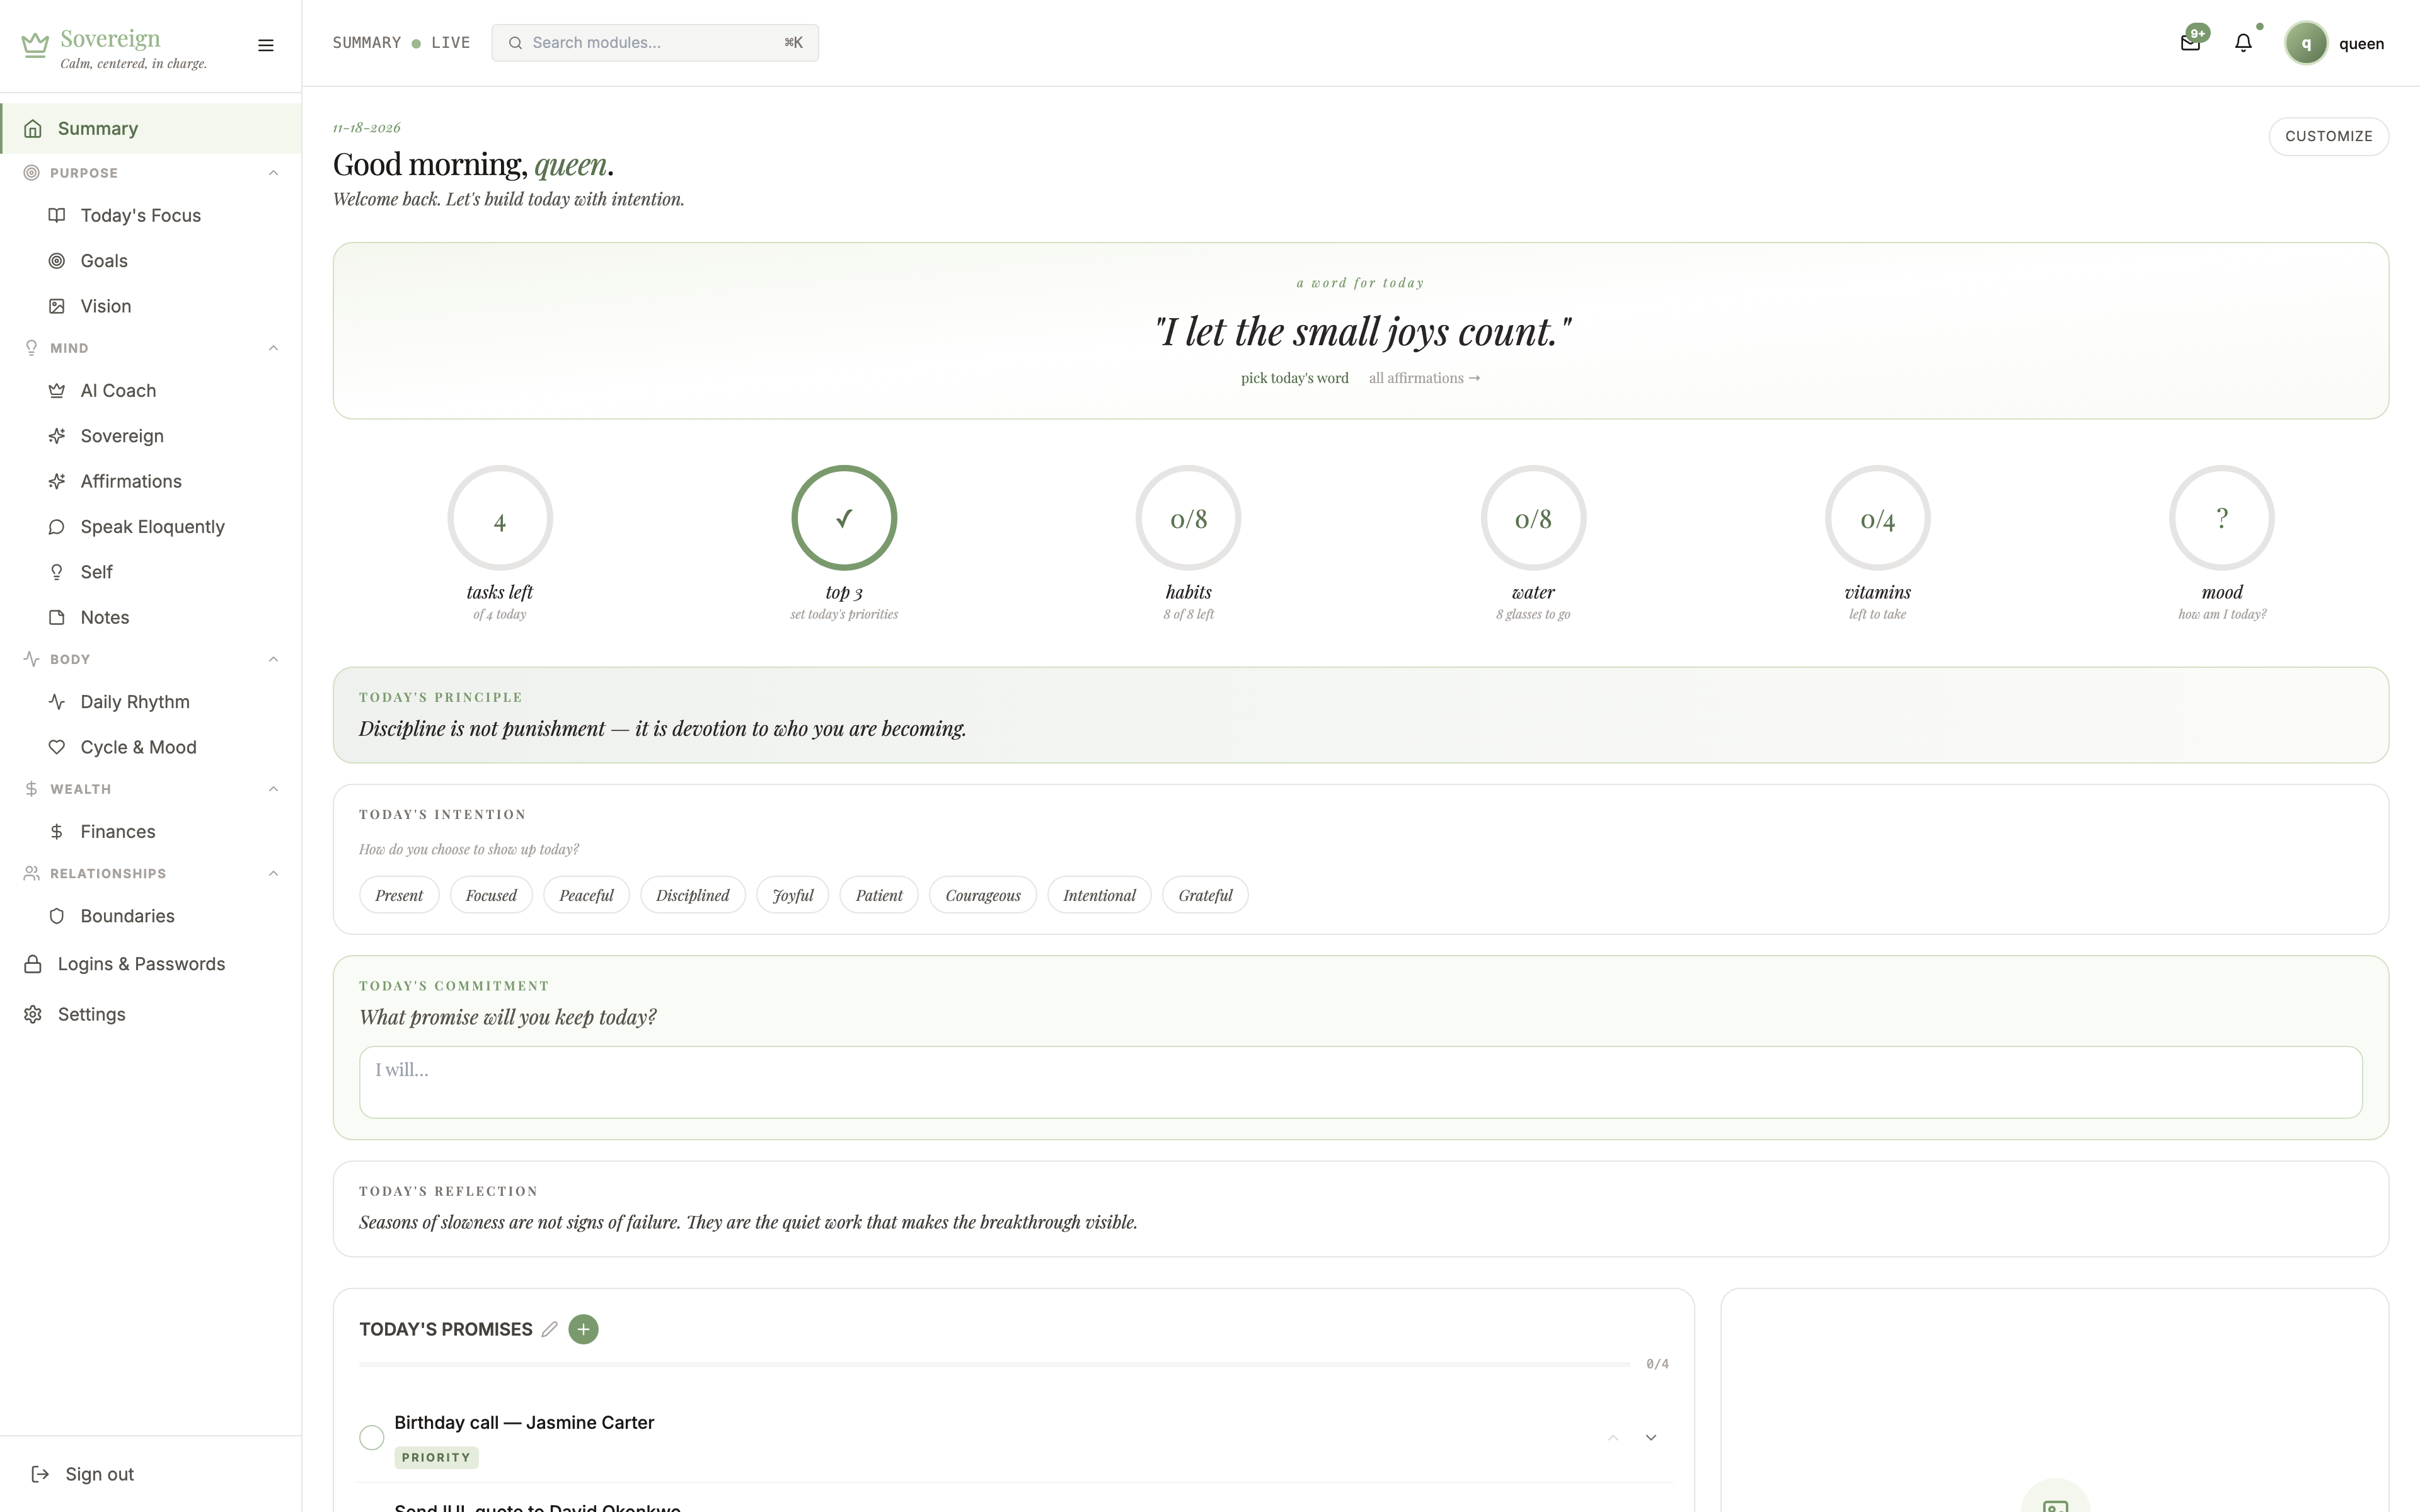 Sovereign
Calm, centered, in charge.
Summary
PURPOSE
Today's Focus
Goals
Vision
MIND
AI Coach
Sovereign
Affirmations
Speak Eloquently
Self
Notes
BODY
Daily Rhythm
Cycle & Mood
WEALTH
Finances
RELATIONSHIPS
Boundaries
Logins & Passwords
Settings
Sign out
SUMMARY ● LIVE
Search modules... ⌘K
9+
q queen
11-18-2026
Good morning, queen.
Welcome back. Let's build today with intention.
CUSTOMIZE
a word for today
"I let the small joys count."
pick today's word all affirmations →
4
tasks left
of 4 today
✓
top 3
set today's priorities
0/8
habits
8 of 8 left
0/8
water
8 glasses to go
0/4
vitamins
left to take
?
mood
how am I today?
TODAY'S PRINCIPLE
Discipline is not punishment — it is devotion to who you are becoming.
TODAY'S INTENTION
How do you choose to show up today?
Present Focused Peaceful Disciplined Joyful Patient Courageous Intentional Grateful
TODAY'S COMMITMENT
What promise will you keep today?
I will...
TODAY'S REFLECTION
Seasons of slowness are not signs of failure. They are the quiet work that makes the breakthrough visible.
TODAY'S PROMISES
0/4
Birthday call — Jasmine Carter
PRIORITY
Send IUL quote to David Okonkwo